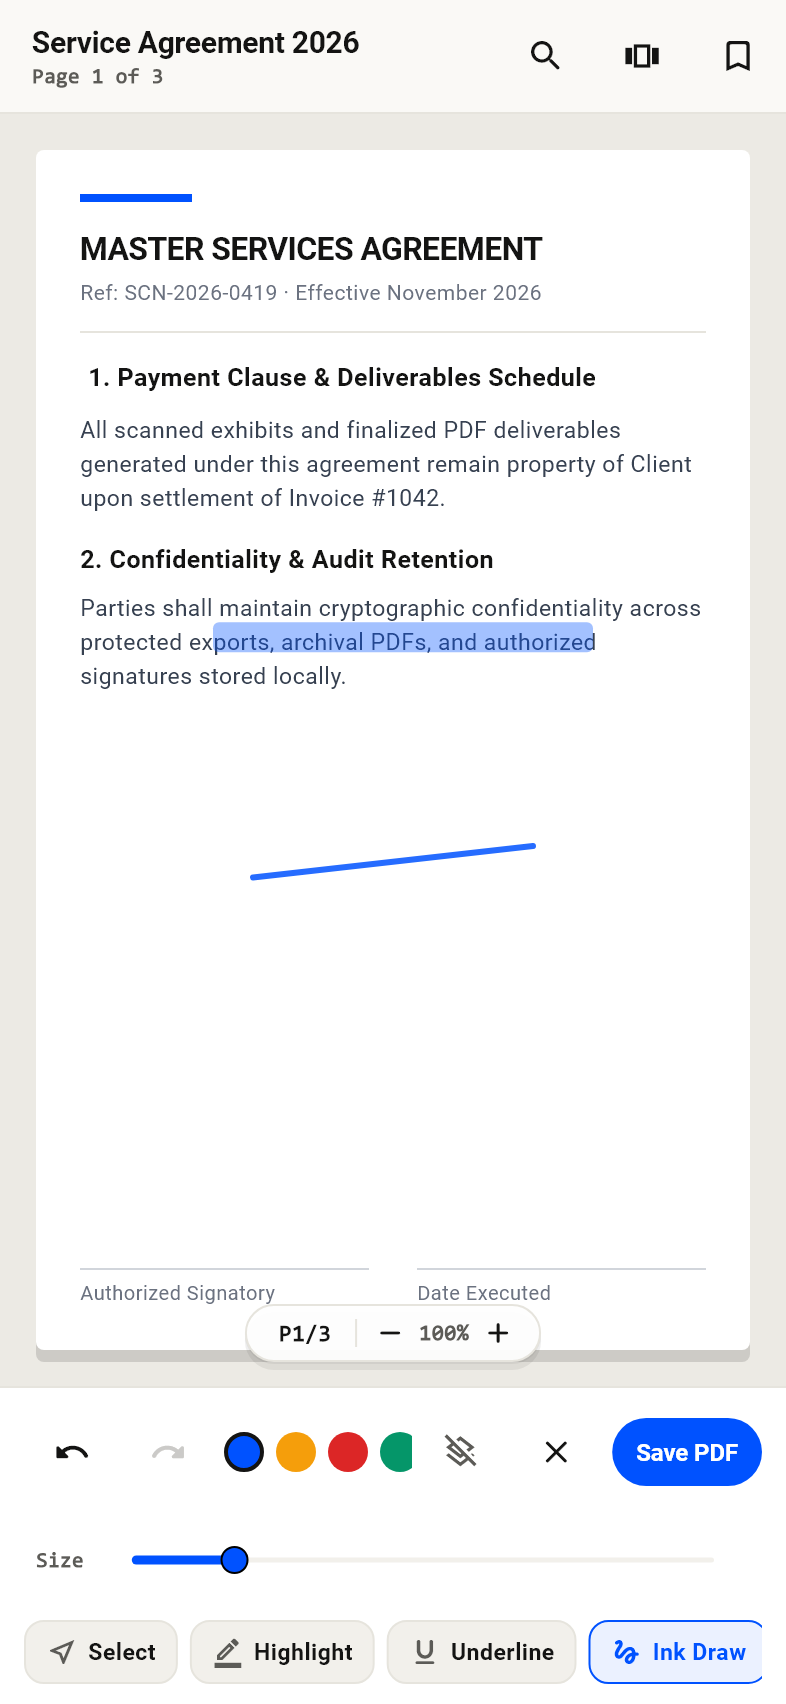 Service Agreement 2026
Page 1 of 3
MASTER SERVICES AGREEMENT
Ref: SCN-2026-0419 · Effective November 2026
1. Payment Clause & Deliverables Schedule
All scanned exhibits and finalized PDF deliverables
generated under this agreement remain property of Client
upon settlement of Invoice #1042.
2. Confidentiality & Audit Retention
Parties shall maintain cryptographic confidentiality across
protected exports, archival PDFs, and authorized
signatures stored locally.
Authorized Signatory
Date Executed
P1/3
100%
Save PDF
Size
Select
Highlight
Underline
Ink Draw